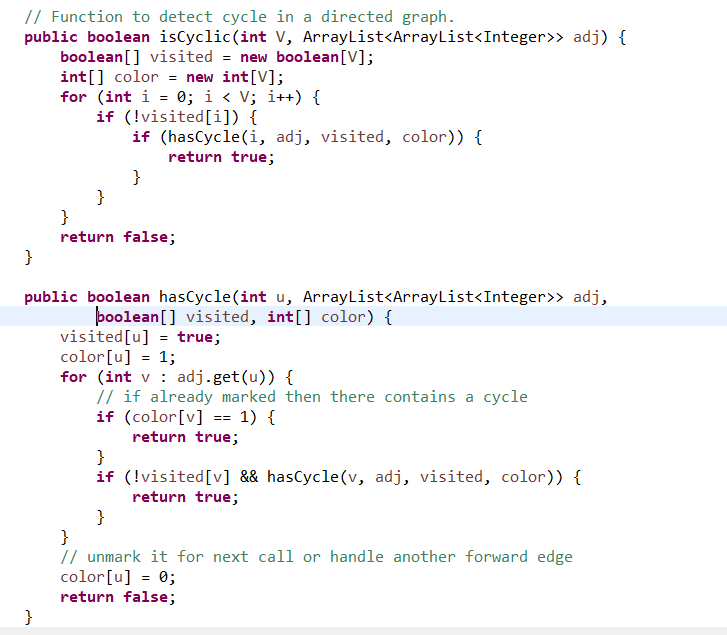 // Function to detect cycle in a directed graph.
public boolean isCyclic(int V, ArrayList<ArrayList<Integer>> adj) {
    boolean[] visited = new boolean[V];
    int[] color = new int[V];
    for (int i = 0; i < V; i++) {
        if (!visited[i]) {
            if (hasCycle(i, adj, visited, color)) {
                return true;
            }
        }
    }
    return false;
}

public boolean hasCycle(int u, ArrayList<ArrayList<Integer>> adj,
        boolean[] visited, int[] color) {
    visited[u] = true;
    color[u] = 1;
    for (int v : adj.get(u)) {
        // if already marked then there contains a cycle
        if (color[v] == 1) {
            return true;
        }
        if (!visited[v] && hasCycle(v, adj, visited, color)) {
            return true;
        }
    }
    // unmark it for next call or handle another forward edge
    color[u] = 0;
    return false;
}